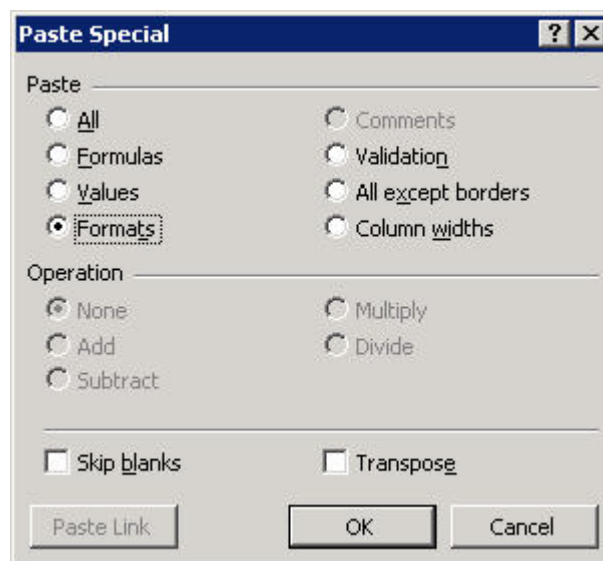 Paste Special ? X
Paste
All
Comments
Formulas
Validation
Values
All except borders
Formats
Column widths
Operation
None
Multiply
Add
Divide
Subtract
Skip blanks
Transpose
Paste Link
OK
Cancel